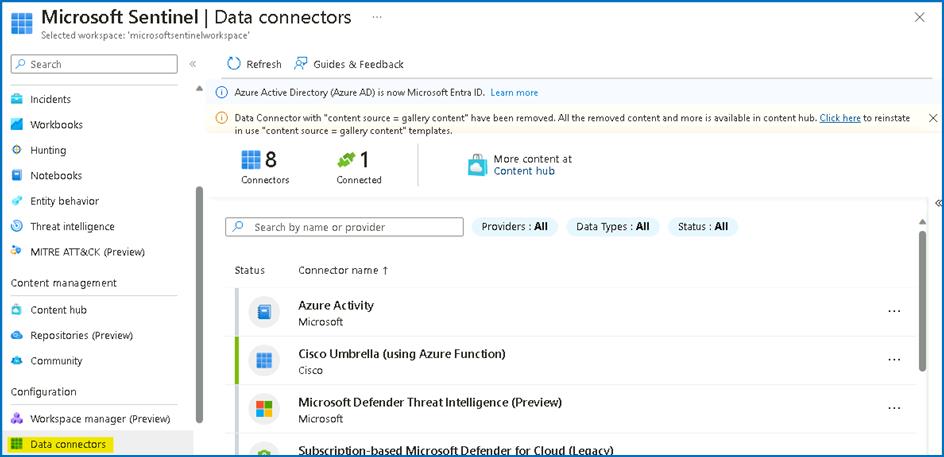 Microsoft Sentinel | Data connectors ...
Selected workspace: 'microsoftsentinelworkspace'
Search
Incidents
Workbooks
Hunting
Notebooks
Entity behavior
Threat intelligence
MITRE ATT&CK (Preview)
Content management
Content hub
Repositories (Preview)
Community
Configuration
Workspace manager (Preview)
Data connectors
Refresh
Guides & Feedback
Azure Active Directory (Azure AD) is now Microsoft Entra ID. Learn more
Data Connector with "content source = gallery content" have been removed. All the removed content and more is available in content hub. Click here to reinstate
in use "content source = gallery content" templates.
8
Connectors
1
Connected
More content at
Content hub
Search by name or provider
Providers : All
Data Types : All
Status : All
Status
Connector name ↑
Azure Activity
Microsoft
Cisco Umbrella (using Azure Function)
Cisco
Microsoft Defender Threat Intelligence (Preview)
Microsoft
Subscription-based Microsoft Defender for Cloud (Legacy)